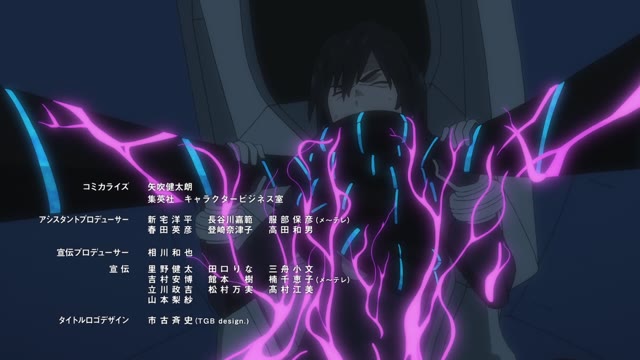 コミカライズ 矢吹健太朗
集英社 キャラクタービジネス室
アシスタントプロデューサー 新宅洋平 長谷川嘉範 服部保彦(メ~テレ)
春田英彦 登崎奈津子 高田和男
宣伝プロデューサー 相川和也
宣伝 里野健太 田口りな 三舟小文
吉村安博 館本樹 楠千恵子(メ~テレ)
立川政吉 松村万実 髙村江美
山本梨紗
タイトルロゴデザイン 市古斉史(TGB design.)